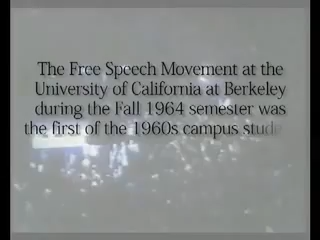 The Free Speech Movement at the
University of California at Berkeley
during the Fall 1964 semester was
the first of the 1960s campus stude